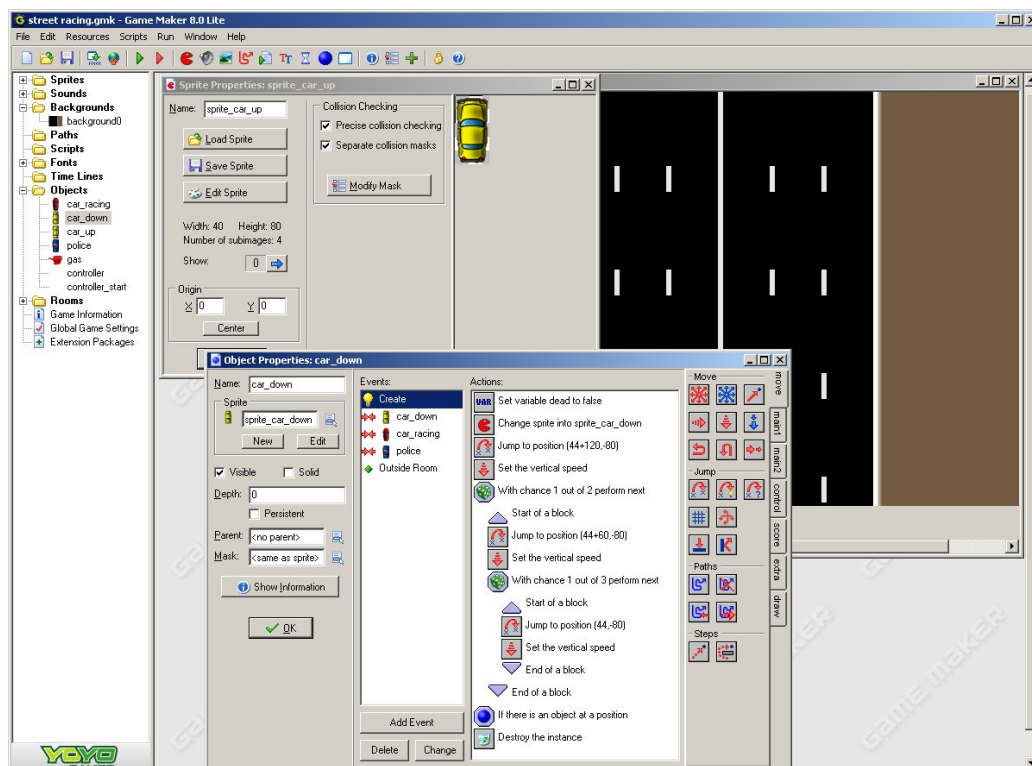 street racing.gmk - Game Maker 8.0 Lite
File Edit Resources Scripts Run Window Help
Sprites
Sounds
Backgrounds
background0
Paths
Scripts
Fonts
Time Lines
Objects
car_racing
car_down
car_up
police
gas
controller
controller_start
Rooms
Game Information
Global Game Settings
Extension Packages
YOYO
Sprite Properties: sprite_car_up
Name: sprite_car_up
Load Sprite
Save Sprite
Edit Sprite
Width: 40 Height: 80
Number of subimages: 4
Show: 0
Origin
X 0 Y 0
Center
Collision Checking
Precise collision checking
Separate collision masks
Modify Mask
Object Properties: car_down
Name: car_down
Sprite
sprite_car_down
New Edit
Visible Solid
Depth: 0
Persistent
Parent: <no parent>
Mask: <same as sprite>
Show Information
OK
Events:
Create
car_down
car_racing
police
Outside Room
Add Event
Delete Change
Actions:
VAR Set variable dead to false
Change sprite into sprite_car_down
Jump to position (44+120,-80)
Set the vertical speed
With chance 1 out of 2 perform next
Start of a block
Jump to position (44+60,-80)
Set the vertical speed
With chance 1 out of 3 perform next
Start of a block
Jump to position (44,-80)
Set the vertical speed
End of a block
End of a block
If there is an object at a position
Destroy the instance
Move
Jump
Paths
Steps
move
main1
main2
control
score
extra
draw
GAME MAKER
GAME MAKER